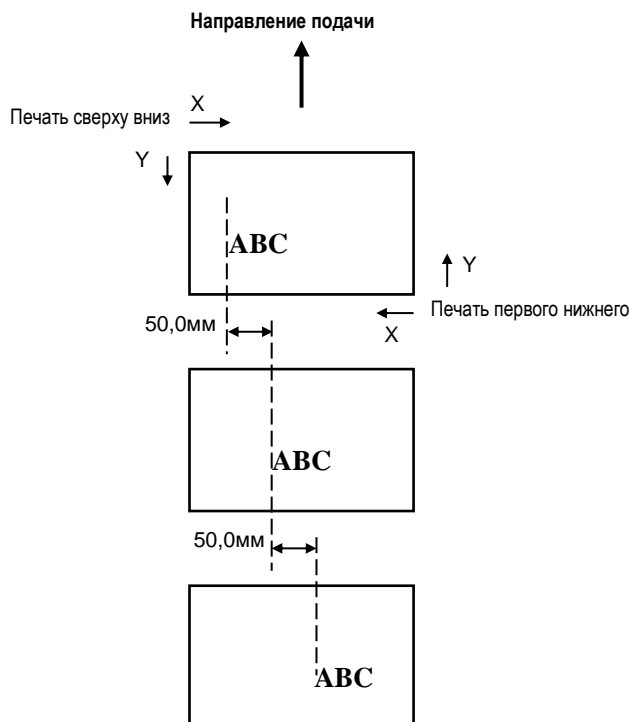 Направление подачи
X
Печать сверху вниз
Y
ABC
Y
Печать первого нижнего
X
50,0мм
ABC
50,0мм
ABC